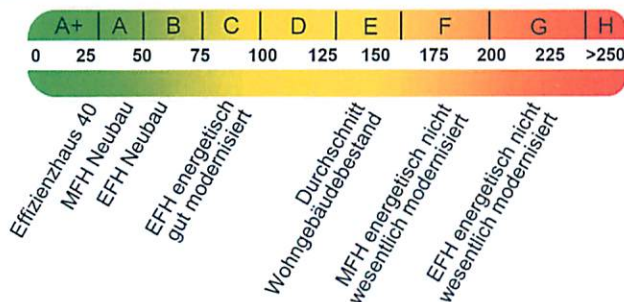 A+ A B C D E F G H
0 25 50 75 100 125 150 175 200 225 >250
Effizienzhaus 40
MFH Neubau
EFH Neubau
EFH energetisch
gut modernisiert
Durchschnitt
Wohngebäudebestand
MFH energetisch nicht
wesentlich modernisiert
EFH energetisch nicht
wesentlich modernisiert